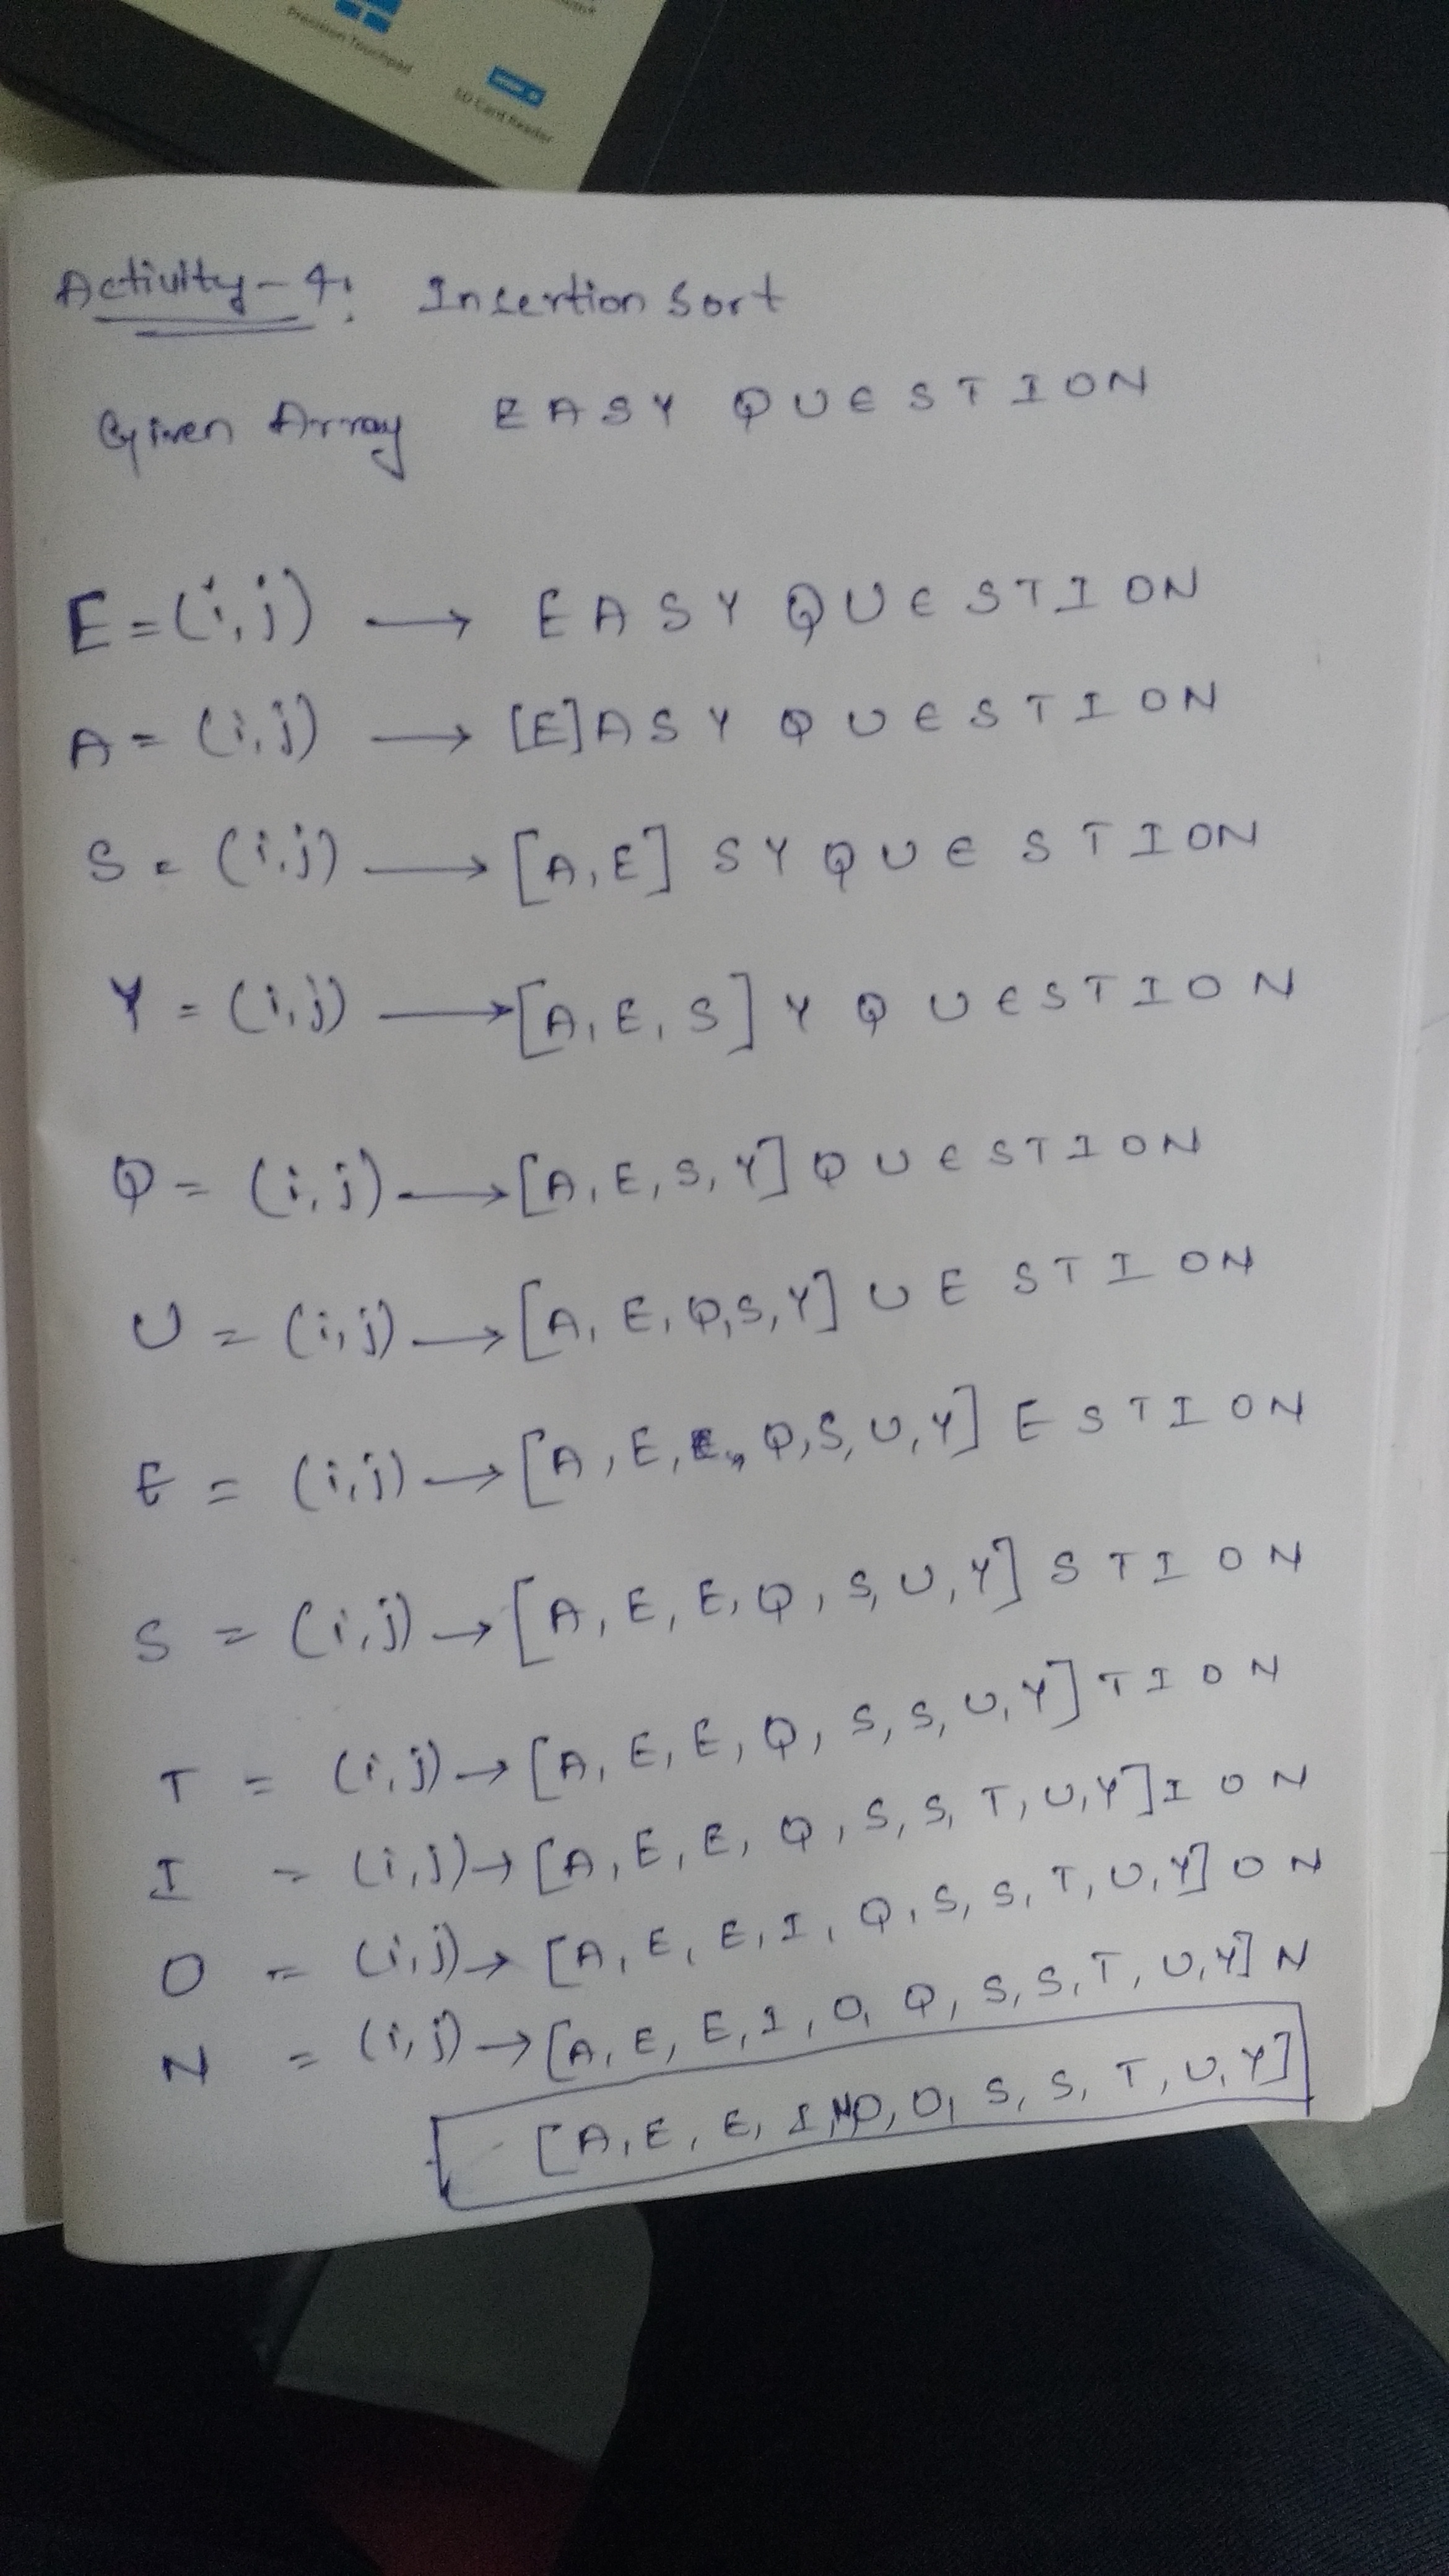 Precision Touchpad
SD Card Reader
Activity-4: Insertion Sort
Given Array E A S Y Q U E S T I O N
E = (i,j) → E A S Y Q U E S T I O N
A = (i,j) → [E] A S Y Q U E S T I O N
S = (i,j) → [A, E] S Y Q U E S T I O N
Y = (i,j) → [A, E, S] Y Q U E S T I O N
Q = (i,j) → [A, E, S, Y] Q U E S T I O N
U = (i,j) → [A, E, Q, S, Y] U E S T I O N
E = (i,j) → [A, E, E, Q, S, U, Y] E S T I O N
S = (i,j) → [A, E, E, Q, S, U, Y] S T I O N
T = (i,j) → [A, E, E, Q, S, S, U, Y] T I O N
I = (i,j) → [A, E, E, Q, S, S, T, U, Y] I O N
O = (i,j) → [A, E, E, I, Q, S, S, T, U, Y] O N
N = (i,j) → [A, E, E, I, O, Q, S, S, T, U, Y] N
[A, E, E, I, N, O, S, S, T, U, Y]